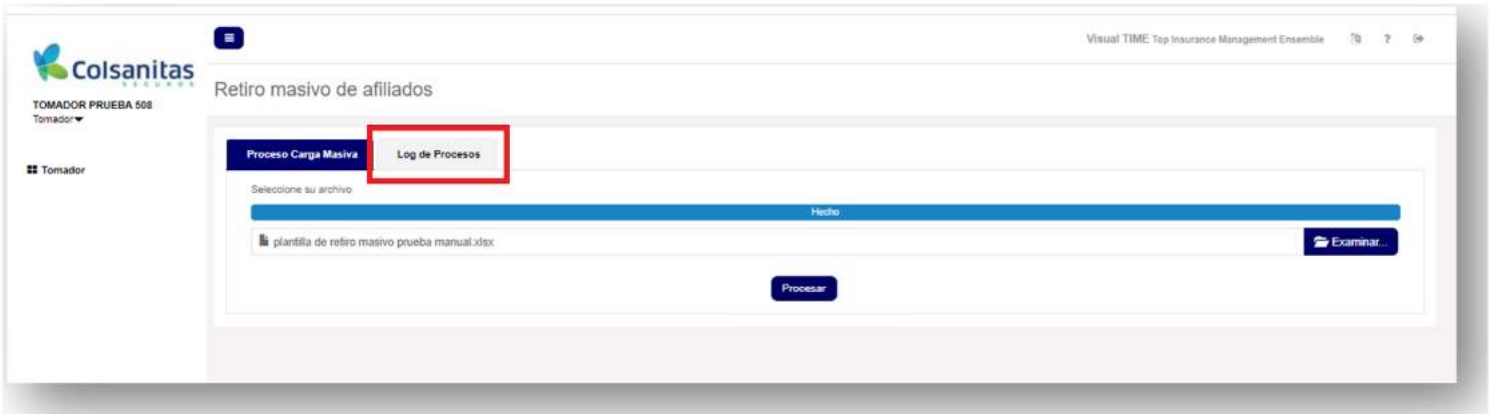 Visual TIME Top Insurance Management Ensemble ?
Colsanitas
SEGUROS
TOMADOR PRUEBA 508
Tomador
Tomador
Retiro masivo de afiliados
Proceso Carga Masiva
Log de Procesos
Seleccione su archivo
Hecho
plantilla de retiro masivo prueba manual.xlsx
Examinar...
Procesar